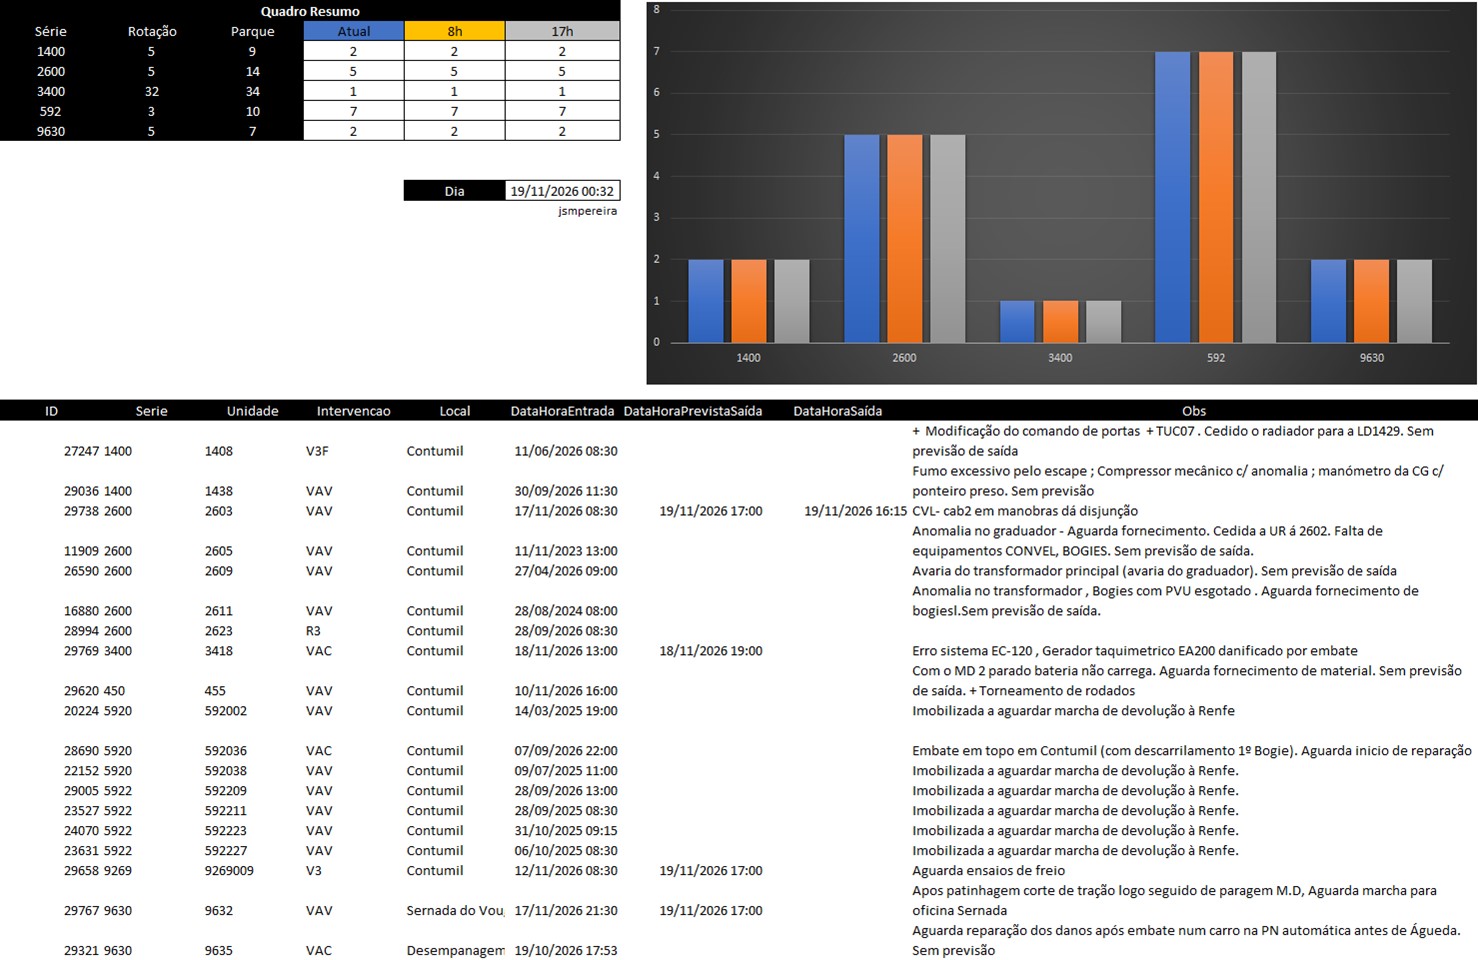 Quadro Resumo
Série Rotação Parque Atual 8h 17h
1400 5 9 2 2 2
2600 5 14 5 5 5
3400 32 34 1 1 1
592 3 10 7 7 7
9630 5 7 2 2 2
Dia 19/11/2026 00:32
jsmpereira
8
7
6
5
4
3
2
1
0
1400 2600 3400 592 9630
ID Serie Unidade Intervencao Local DataHoraEntrada DataHoraPrevistaSaída DataHoraSaída Obs
+ Modificação do comando de portas + TUC07 . Cedido o radiador para a LD1429. Sem
27247 1400 1408 V3F Contumil 11/06/2026 08:30 previsão de saída
Fumo excessivo pelo escape ; Compressor mecânico c/ anomalia ; manómetro da CG c/
29036 1400 1438 VAV Contumil 30/09/2026 11:30 ponteiro preso. Sem previsão
29738 2600 2603 VAV Contumil 17/11/2026 08:30 19/11/2026 17:00 19/11/2026 16:15 CVL- cab2 em manobras dá disjunção
Anomalia no graduador - Aguarda fornecimento. Cedida a UR á 2602. Falta de
11909 2600 2605 VAV Contumil 11/11/2023 13:00 equipamentos CONVEL, BOGIES. Sem previsão de saída.
26590 2600 2609 VAV Contumil 27/04/2026 09:00 Avaria do transformador principal (avaria do graduador). Sem previsão de saída
Anomalia no transformador , Bogies com PVU esgotado . Aguarda fornecimento de
16880 2600 2611 VAV Contumil 28/08/2024 08:00 bogiesl.Sem previsão de saída.
28994 2600 2623 R3 Contumil 28/09/2026 08:30
29769 3400 3418 VAC Contumil 18/11/2026 13:00 18/11/2026 19:00 Erro sistema EC-120 , Gerador taquimetrico EA200 danificado por embate
Com o MD 2 parado bateria não carrega. Aguarda fornecimento de material. Sem previsão
29620 450 455 VAV Contumil 10/11/2026 16:00 de saída. + Torneamento de rodados
20224 5920 592002 VAV Contumil 14/03/2025 19:00 Imobilizada a aguardar marcha de devolução à Renfe
28690 5920 592036 VAC Contumil 07/09/2026 22:00 Embate em topo em Contumil (com descarrilamento 1º Bogie). Aguarda inicio de reparação
22152 5920 592038 VAV Contumil 09/07/2025 11:00 Imobilizada a aguardar marcha de devolução à Renfe.
29005 5922 592209 VAV Contumil 28/09/2026 13:00 Imobilizada a aguardar marcha de devolução à Renfe.
23527 5922 592211 VAV Contumil 28/09/2025 08:30 Imobilizada a aguardar marcha de devolução à Renfe.
24070 5922 592223 VAV Contumil 31/10/2025 09:15 Imobilizada a aguardar marcha de devolução à Renfe.
23631 5922 592227 VAV Contumil 06/10/2025 08:30 Imobilizada a aguardar marcha de devolução à Renfe.
29658 9269 9269009 V3 Contumil 12/11/2026 08:30 19/11/2026 17:00 Aguarda ensaios de freio
Apos patinhagem corte de tração logo seguido de paragem M.D, Aguarda marcha para
29767 9630 9632 VAV Sernada do Vou 17/11/2026 21:30 19/11/2026 17:00 oficina Sernada
Aguarda reparação dos danos após embate num carro na PN automática antes de Águeda.
29321 9630 9635 VAC Desempanagem 19/10/2026 17:53 Sem previsão